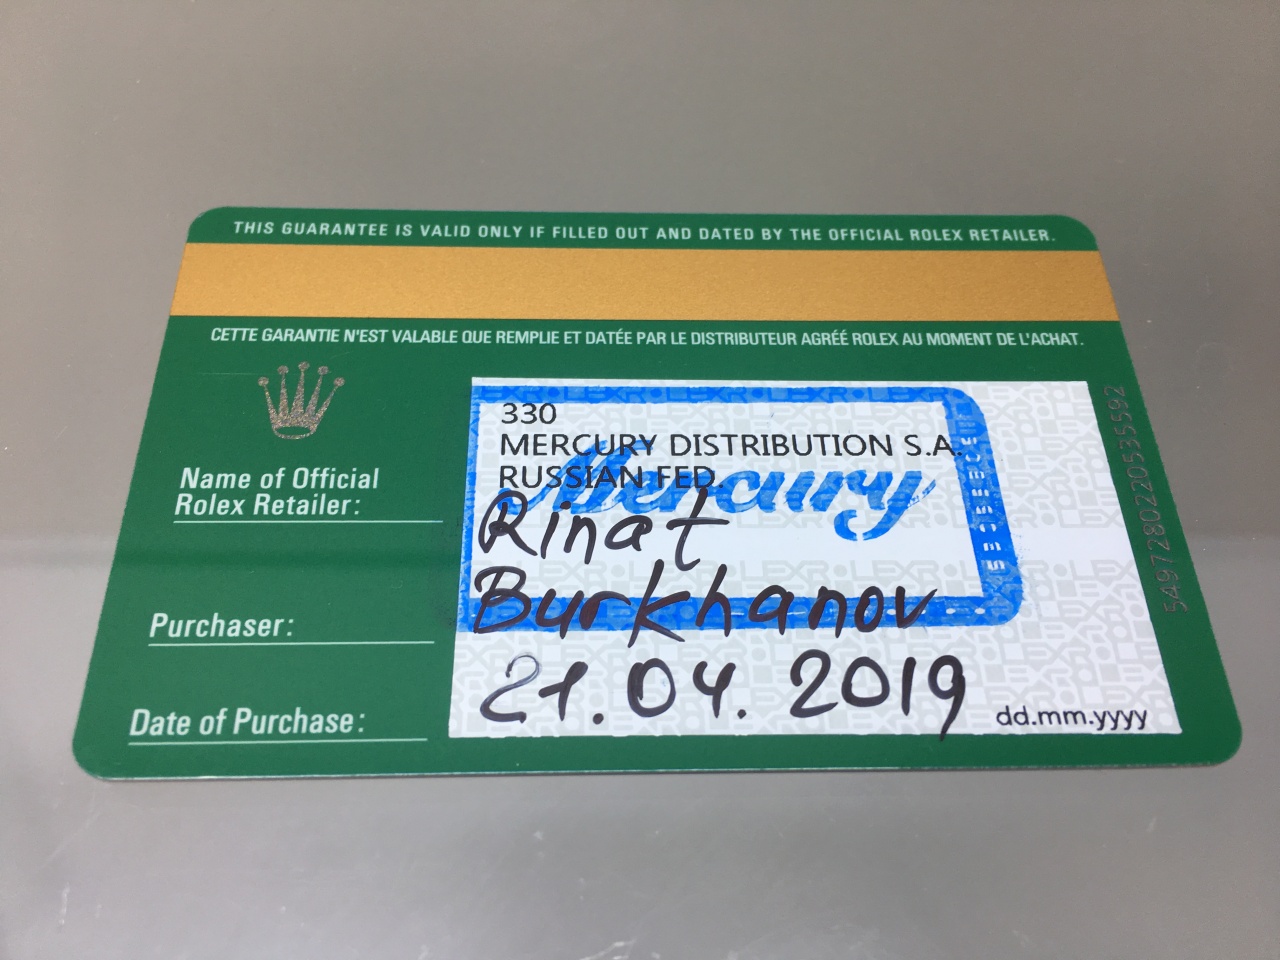 THIS GUARANTEE IS VALID ONLY IF FILLED OUT AND DATED BY THE OFFICIAL ROLEX RETAILER.
CETTE GARANTIE N'EST VALABLE QUE REMPLIE ET DATÉE PAR LE DISTRIBUTEUR AGRÉÉ ROLEX AU MOMENT DE L'ACHAT.
Name of Official
Rolex Retailer:
330
MERCURY DISTRIBUTION S.A.
RUSSIAN FED.
Mercury
Purchaser:
Rinat
Burkhanov
Date of Purchase:
21.04.2019
dd.mm.yyyy
5497280220535592